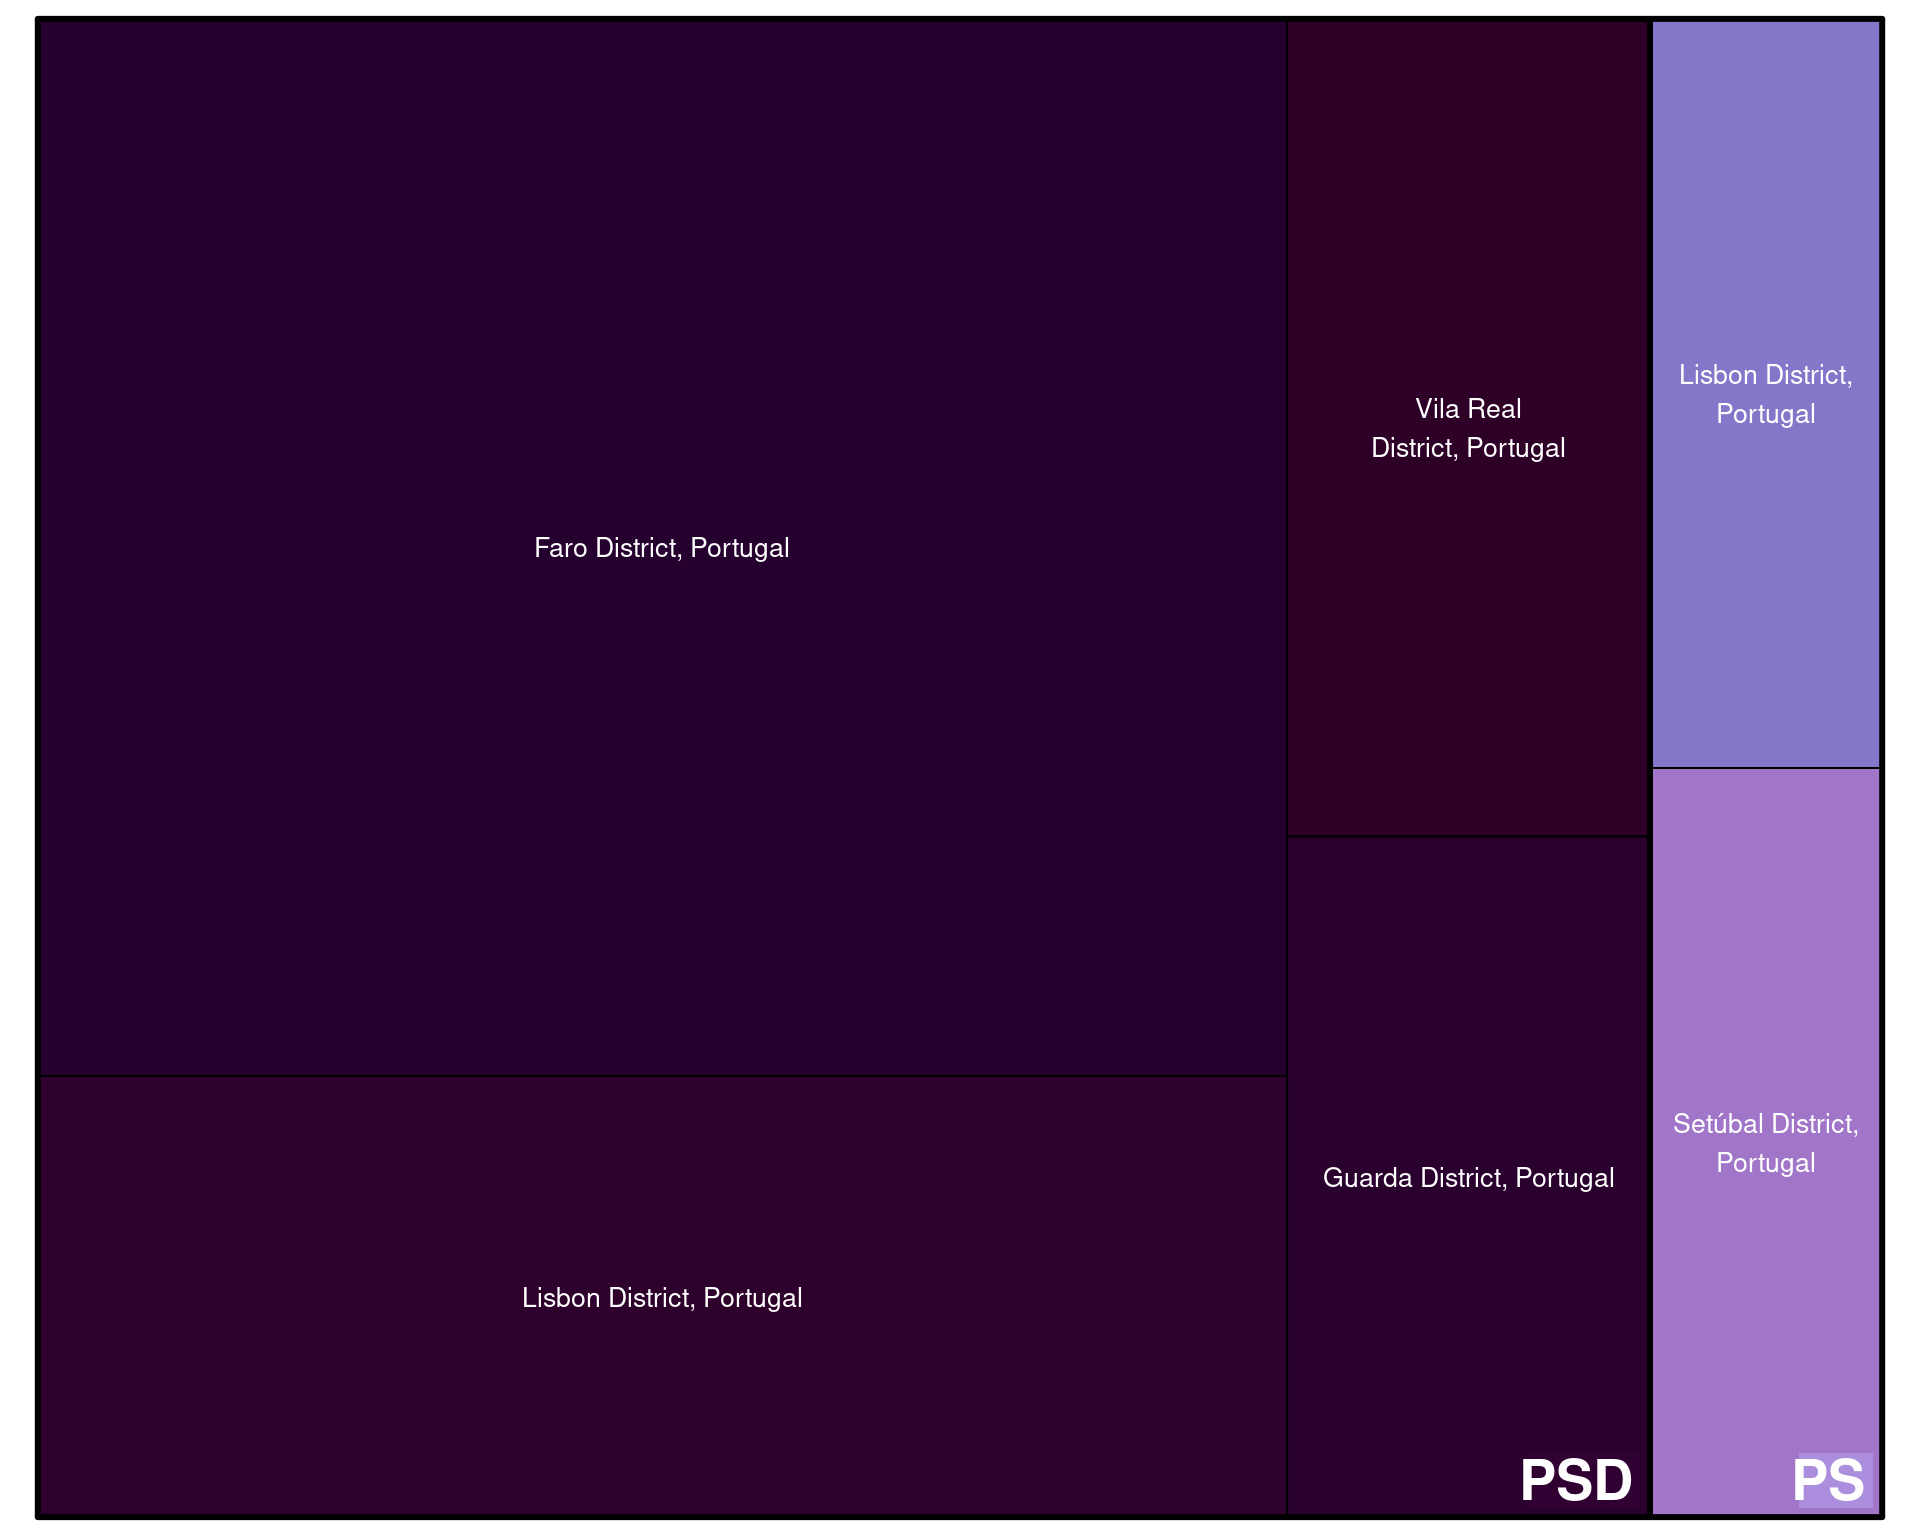 Faro District, Portugal
Lisbon District, Portugal
Vila Real
District, Portugal
Guarda District, Portugal
PSD
Lisbon District,
Portugal
Setúbal District,
Portugal
PS